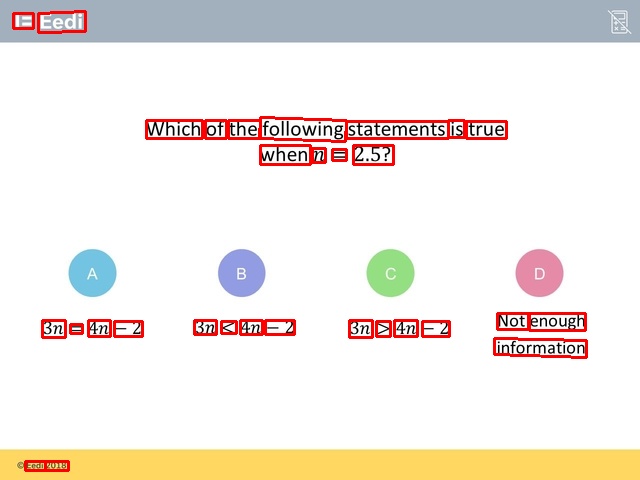 Eedi
Which of the following statements is true
when n = 2.5?
A
B
C
D
3n = 4n − 2
3n < 4n − 2
3n > 4n − 2
Not enough
information
© Eedi 2018